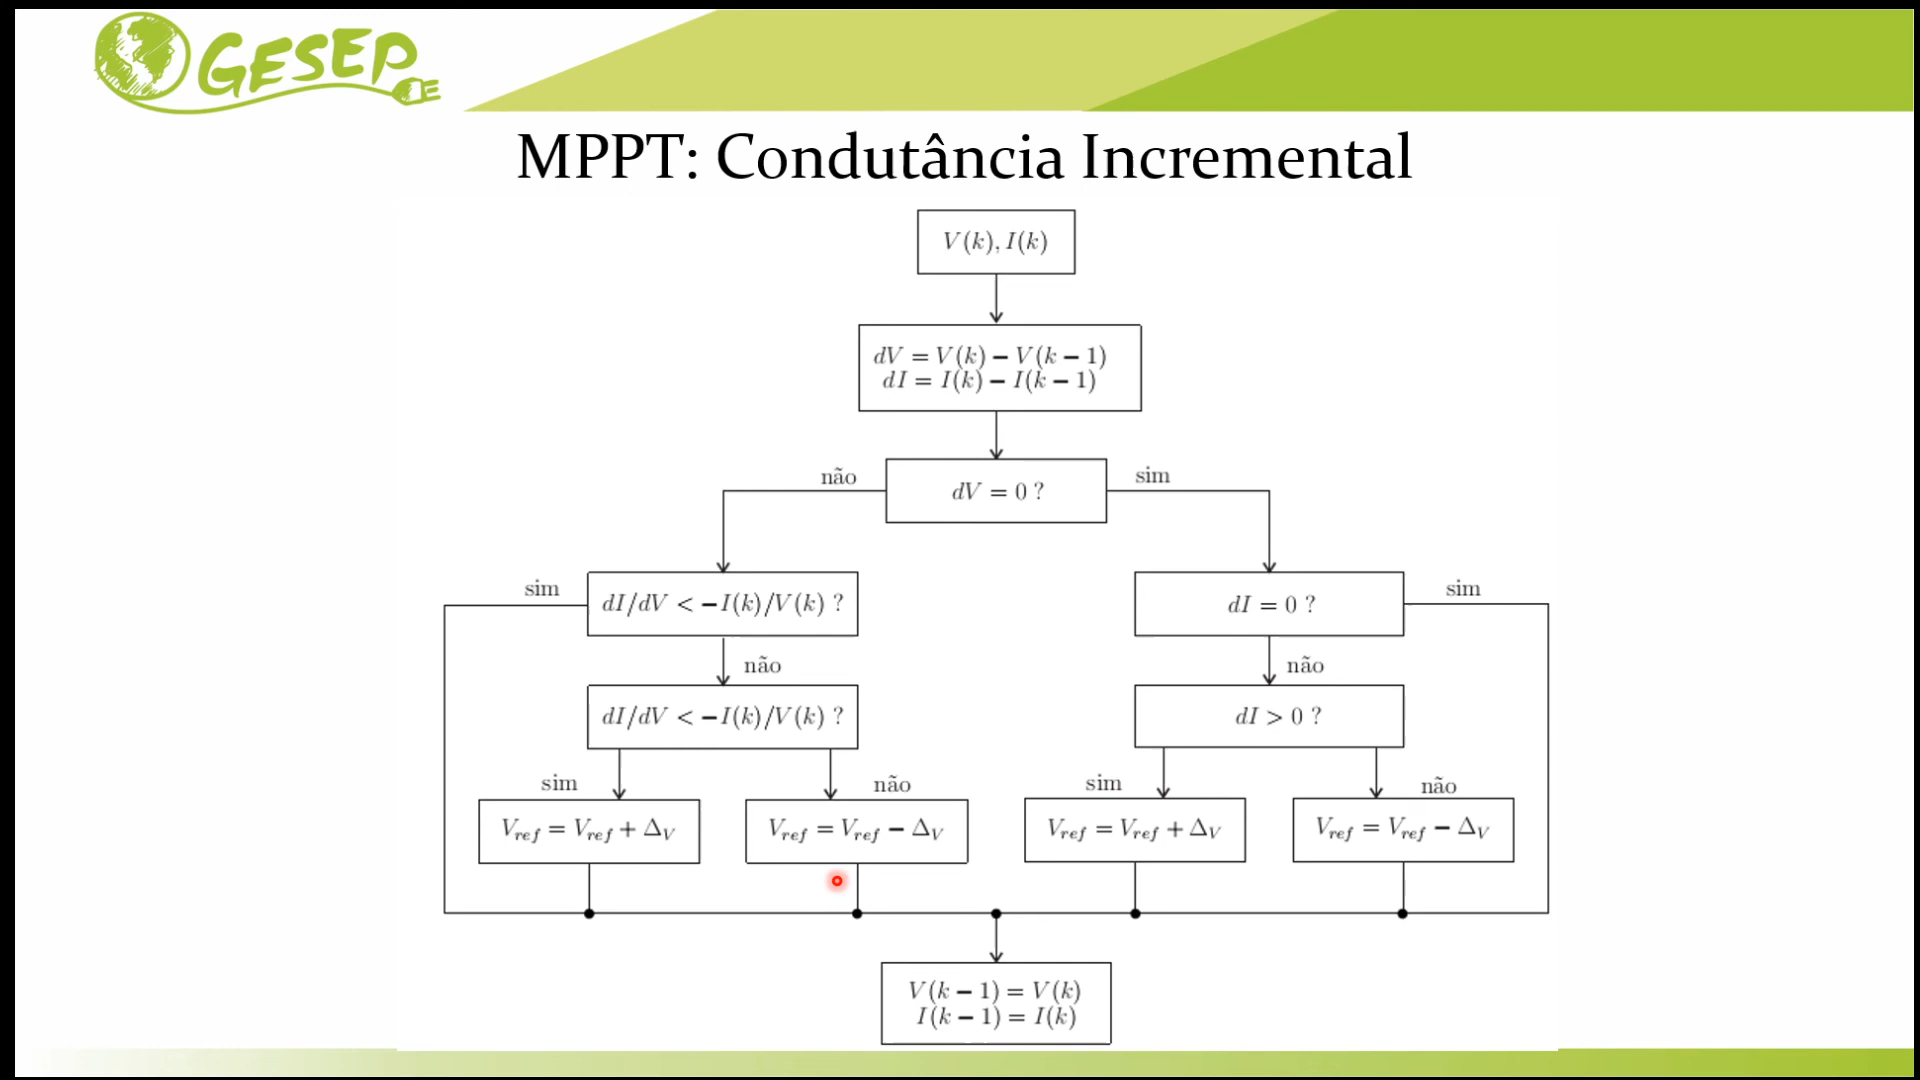 GESEP
MPPT: Condutância Incremental
V(k), I(k)
dV = V(k) − V(k − 1)
dI = I(k) − I(k − 1)
não
sim
dV = 0 ?
sim
dI/dV < −I(k)/V(k) ?
dI = 0 ?
sim
não
não
dI/dV < −I(k)/V(k) ?
dI > 0 ?
sim
não
sim
não
V_ref = V_ref + Δ_V
V_ref = V_ref − Δ_V
V_ref = V_ref + Δ_V
V_ref = V_ref − Δ_V
V(k − 1) = V(k)
I(k − 1) = I(k)